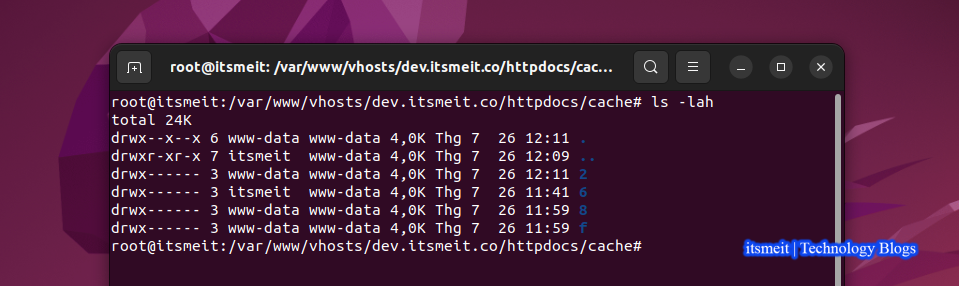 root@itsmeit: /var/www/vhosts/dev.itsmeit.co/httpdocs/cac...
root@itsmeit:/var/www/vhosts/dev.itsmeit.co/httpdocs/cache# ls -lah
total 24K
drwx--x--x 6 www-data www-data 4,0K Thg 7  26 12:11 .
drwxr-xr-x 7 itsmeit  www-data 4,0K Thg 7  26 12:09 ..
drwx------ 3 www-data www-data 4,0K Thg 7  26 12:11 2
drwx------ 3 itsmeit  www-data 4,0K Thg 7  26 11:41 6
drwx------ 3 www-data www-data 4,0K Thg 7  26 11:59 8
drwx------ 3 www-data www-data 4,0K Thg 7  26 11:59 f
root@itsmeit:/var/www/vhosts/dev.itsmeit.co/httpdocs/cache#
itsmeit | Technology Blogs